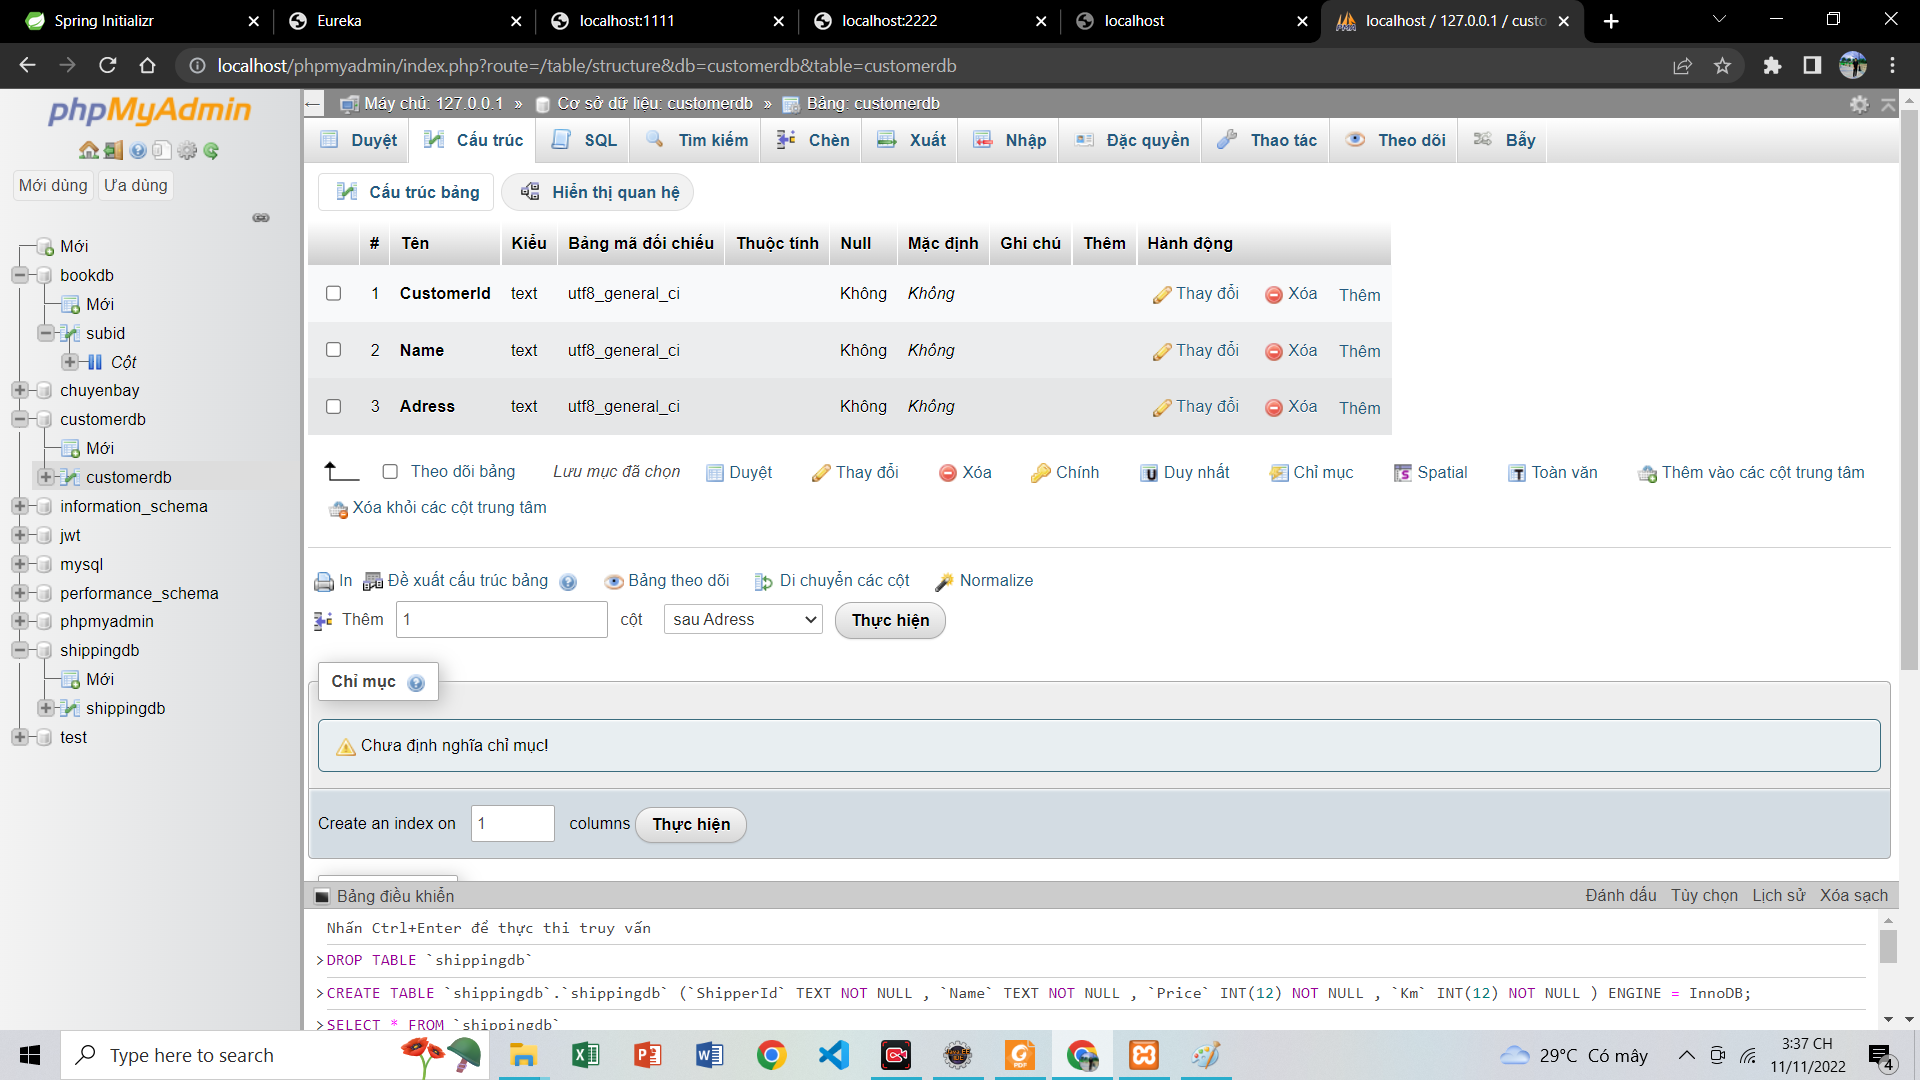 Spring Initializr
Eureka
localhost:1111
localhost:2222
localhost
localhost / 127.0.0.1 / custo
localhost/phpmyadmin/index.php?route=/table/structure&db=customerdb&table=customerdb
phpMyAdmin
Mới dùng Ưa dùng
Mới
bookdb
Mới
subid
Cột
chuyenbay
customerdb
Mới
customerdb
information_schema
jwt
mysql
performance_schema
phpmyadmin
shippingdb
Mới
shippingdb
test
Máy chủ: 127.0.0.1 » Cơ sở dữ liệu: customerdb » Bảng: customerdb
Duyệt Cấu trúc SQL Tìm kiếm Chèn Xuất Nhập Đặc quyền Thao tác Theo dõi Bẫy
Cấu trúc bảng Hiển thị quan hệ
# Tên Kiểu Bảng mã đối chiếu Thuộc tính Null Mặc định Ghi chú Thêm Hành động
1 CustomerId text utf8_general_ci Không Không Thay đổi Xóa Thêm
2 Name text utf8_general_ci Không Không Thay đổi Xóa Thêm
3 Adress text utf8_general_ci Không Không Thay đổi Xóa Thêm
Theo dõi bảng Lưu mục đã chọn Duyệt Thay đổi Xóa Chính Duy nhất Chỉ mục Spatial Toàn văn Thêm vào các cột trung tâm
Xóa khỏi các cột trung tâm
In Đề xuất cấu trúc bảng Bảng theo dõi Di chuyển các cột Normalize
Thêm 1 cột sau Adress Thực hiện
Chỉ mục
Chưa định nghĩa chỉ mục!
Create an index on 1 columns Thực hiện
Bảng điều khiển Đánh dấu Tùy chọn Lịch sử Xóa sạch
Nhấn Ctrl+Enter để thực thi truy vấn
>DROP TABLE `shippingdb`
>CREATE TABLE `shippingdb`.`shippingdb` (`ShipperId` TEXT NOT NULL , `Name` TEXT NOT NULL , `Price` INT(12) NOT NULL , `Km` INT(12) NOT NULL ) ENGINE = InnoDB;
>SELECT * FROM `shippingdb`
Type here to search
29°C Có mây
3:37 CH
11/11/2022
4